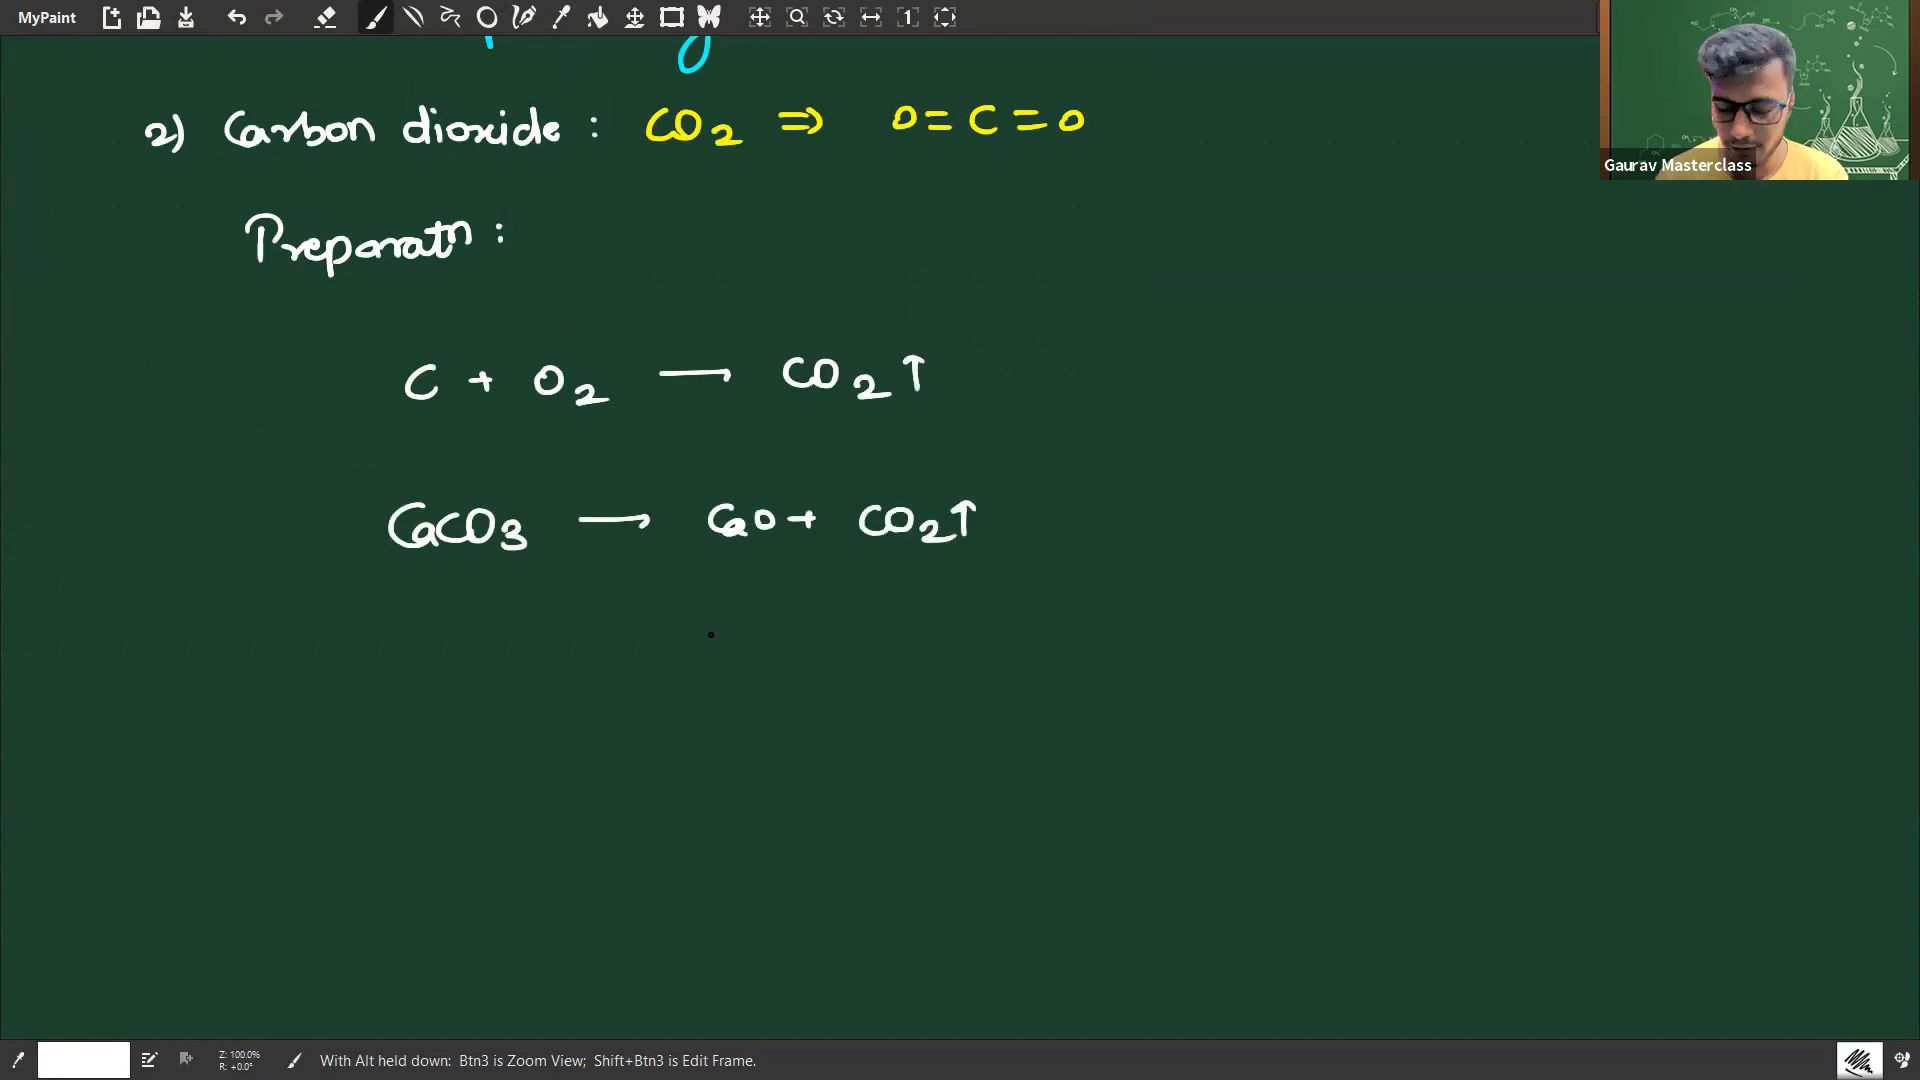 MyPaint
2) Carbon dioxide : CO2 ⇒ O=C=O
Gaurav Masterclass
Preparatn :
C + O2 → CO2↑
CaCO3 → CaO + CO2↑
Z: 100.0%
R: +0.0°
With Alt held down: Btn3 is Zoom View; Shift+Btn3 is Edit Frame.